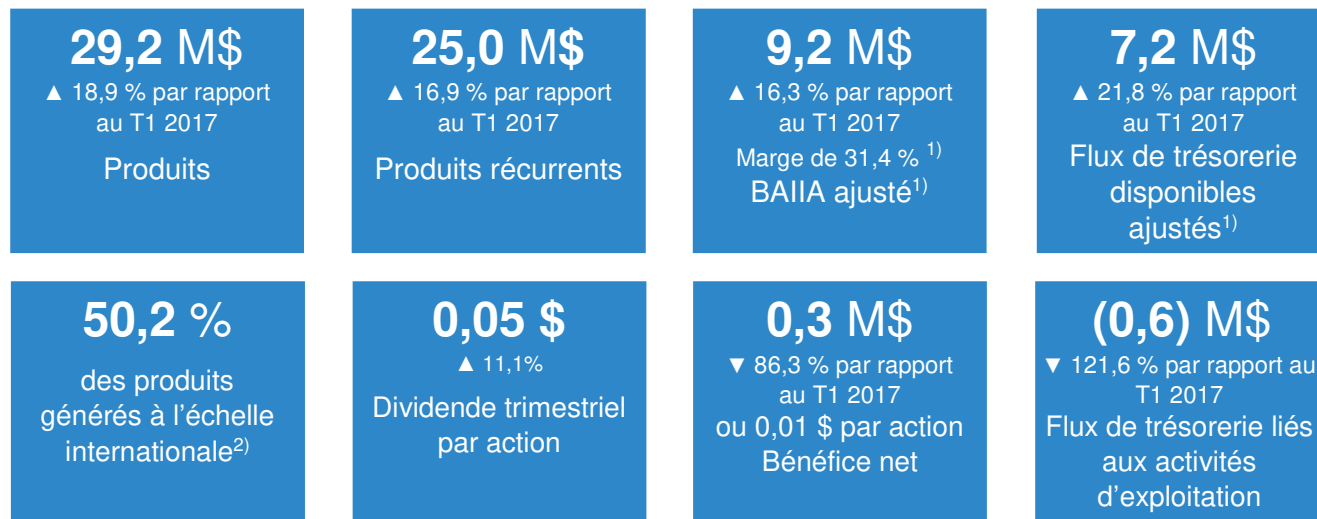 29,2 M$
▲ 18,9 % par rapport
au T1 2017
Produits
25,0 M$
▲ 16,9 % par rapport
au T1 2017
Produits récurrents
9,2 M$
▲ 16,3 % par rapport
au T1 2017
Marge de 31,4 % 1)
BAIIA ajusté1)
7,2 M$
▲ 21,8 % par rapport
au T1 2017
Flux de trésorerie
disponibles
ajustés1)
50,2 %
des produits
générés à l’échelle
internationale2)
0,05 $
▲ 11,1%
Dividende trimestriel
par action
0,3 M$
▼ 86,3 % par rapport
au T1 2017
ou 0,01 $ par action
Bénéfice net
(0,6) M$
▼ 121,6 % par rapport au
T1 2017
Flux de trésorerie liés
aux activités
d’exploitation